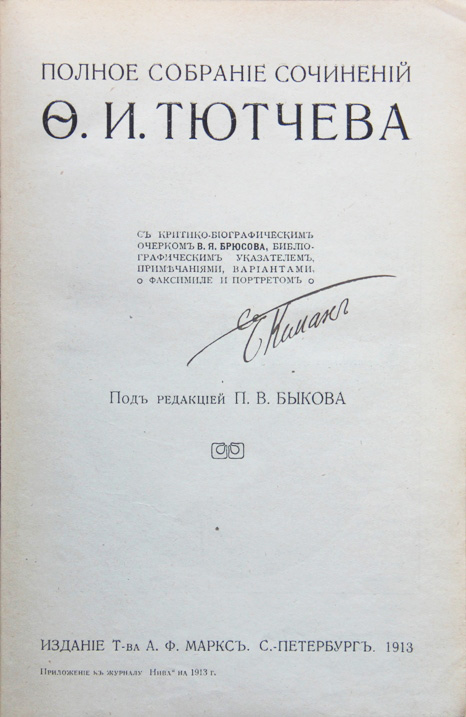 ПОЛНОЕ СОБРАНІЕ СОЧИНЕНІЙ
Ѳ. И. ТЮТЧЕВА
СЪ КРИТИКО-БІОГРАФИЧЕСКИМЪ
ОЧЕРКОМЪ В. Я. БРЮСОВА, БИБЛІО-
ГРАФИЧЕСКИМЪ УКАЗАТЕЛЕМЪ,
ПРИМѢЧАНІЯМИ, ВАРІАНТАМИ,
ФАКСИМИЛЕ И ПОРТРЕТОМЪ
ПОДЪ РЕДАКЦІЕЙ П. В. БЫКОВА
ИЗДАНІЕ Т-ВА А. Ф. МАРКСЪ. С.-ПЕТЕРБУРГЪ. 1913
Приложеніе къ журналу „Нива“ на 1913 г.